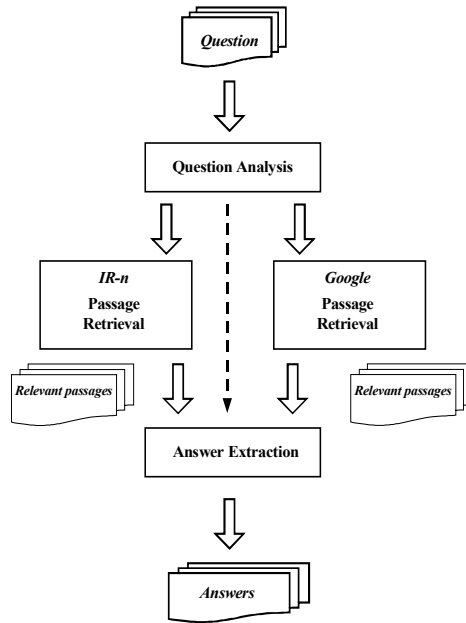 Question
Question Analysis
IR-n
Passage
Retrieval
Google
Passage
Retrieval
Relevant passages
Relevant passages
Answer Extraction
Answers